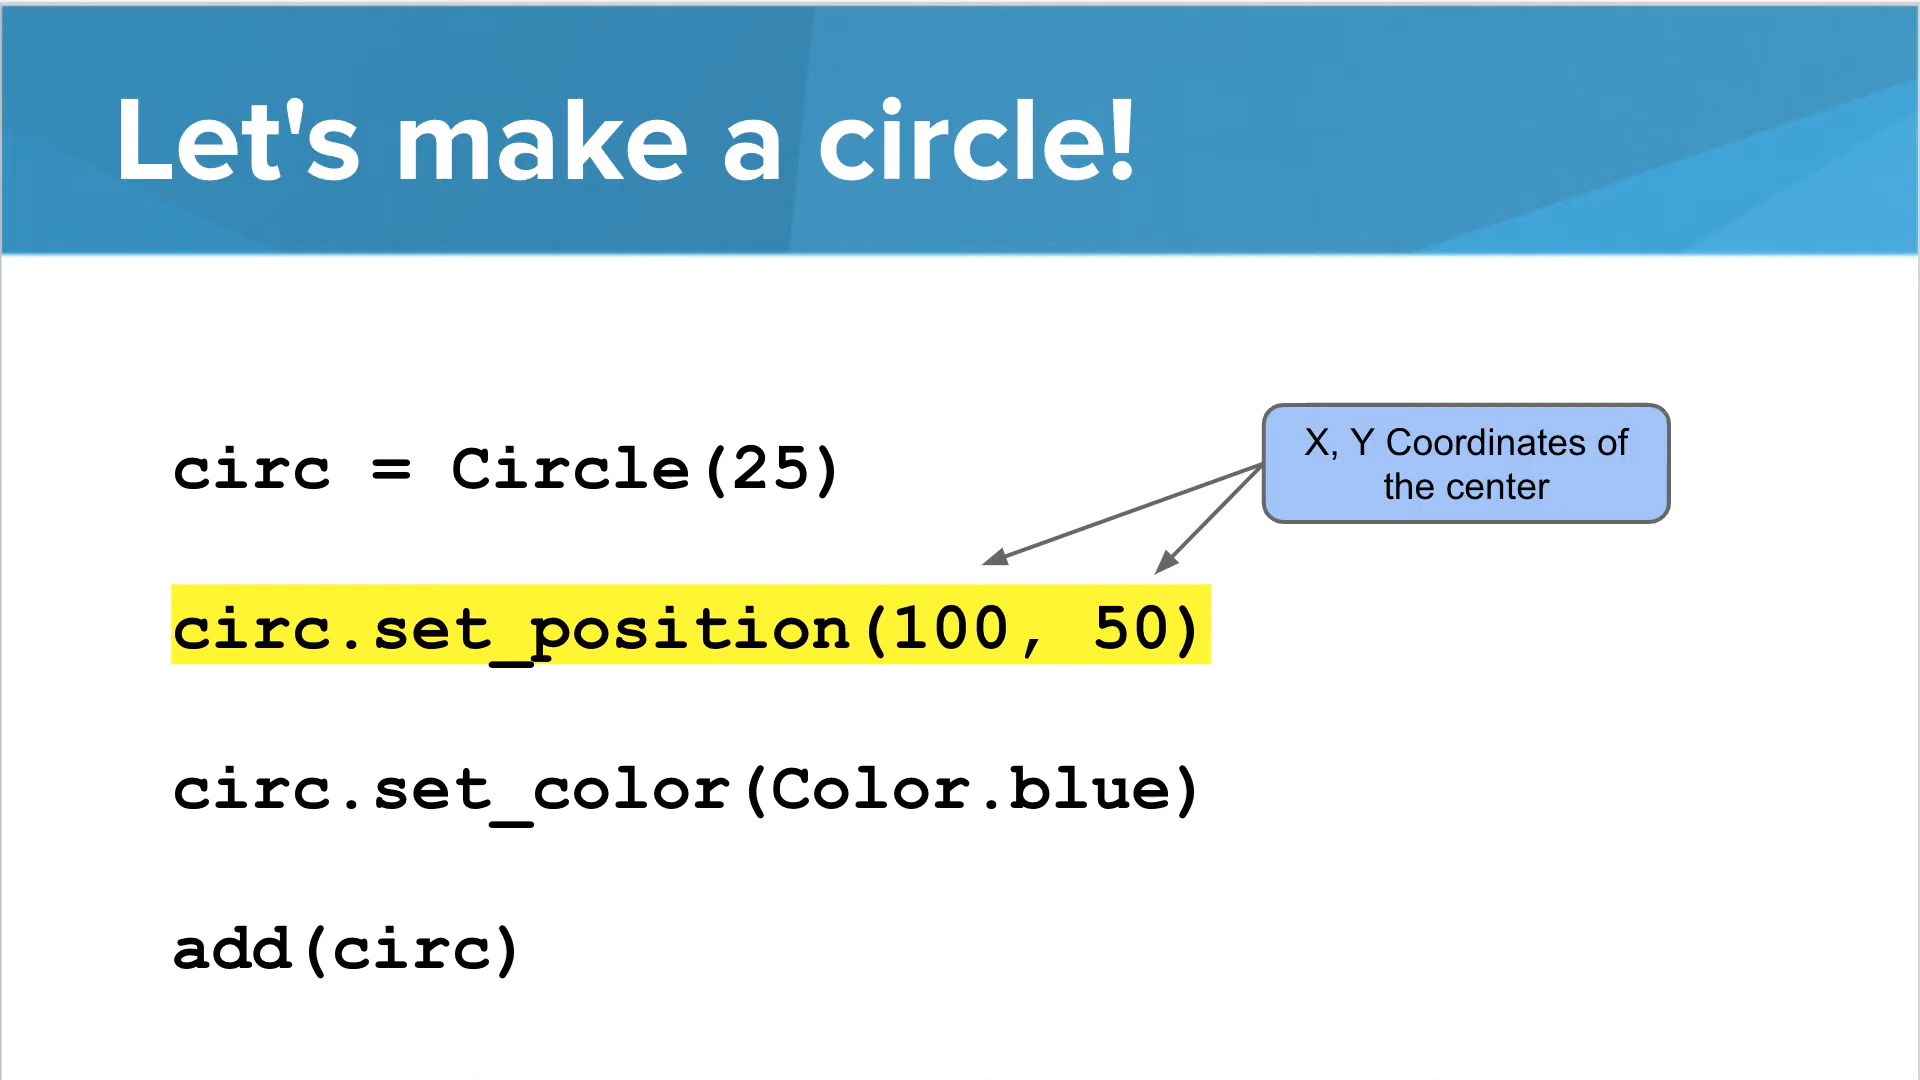 Let's make a circle!
circ = Circle(25)
X, Y Coordinates of
the center
circ.set_position(100, 50)
circ.set_color(Color.blue)
add(circ)